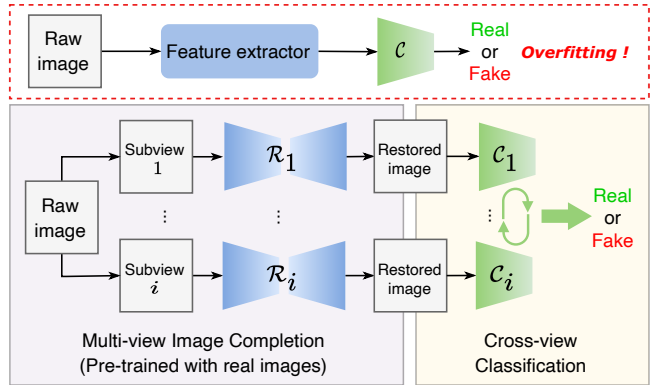 Raw
image
Feature extractor
C
Real
or
Fake
Overfitting !
Raw
image
Subview
1
R1
Restored
image
C1
⋮
⋮
⋮
Subview
i
Ri
Restored
image
Ci
Real
or
Fake
Multi-view Image Completion
(Pre-trained with real images)
Cross-view
Classification